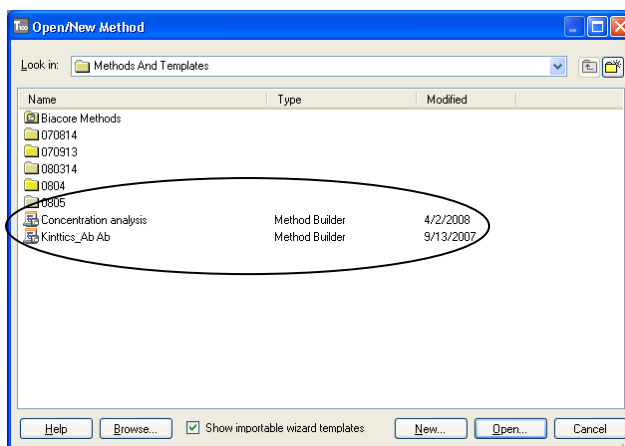 T100 Open/New Method
Look in: Methods And Templates
Name Type Modified
Biacore Methods
070814
070913
080314
0804
0805
Concentration analysis Method Builder 4/2/2008
Kinttics_Ab Ab Method Builder 9/13/2007
Help Browse... Show importable wizard templates New... Open... Cancel